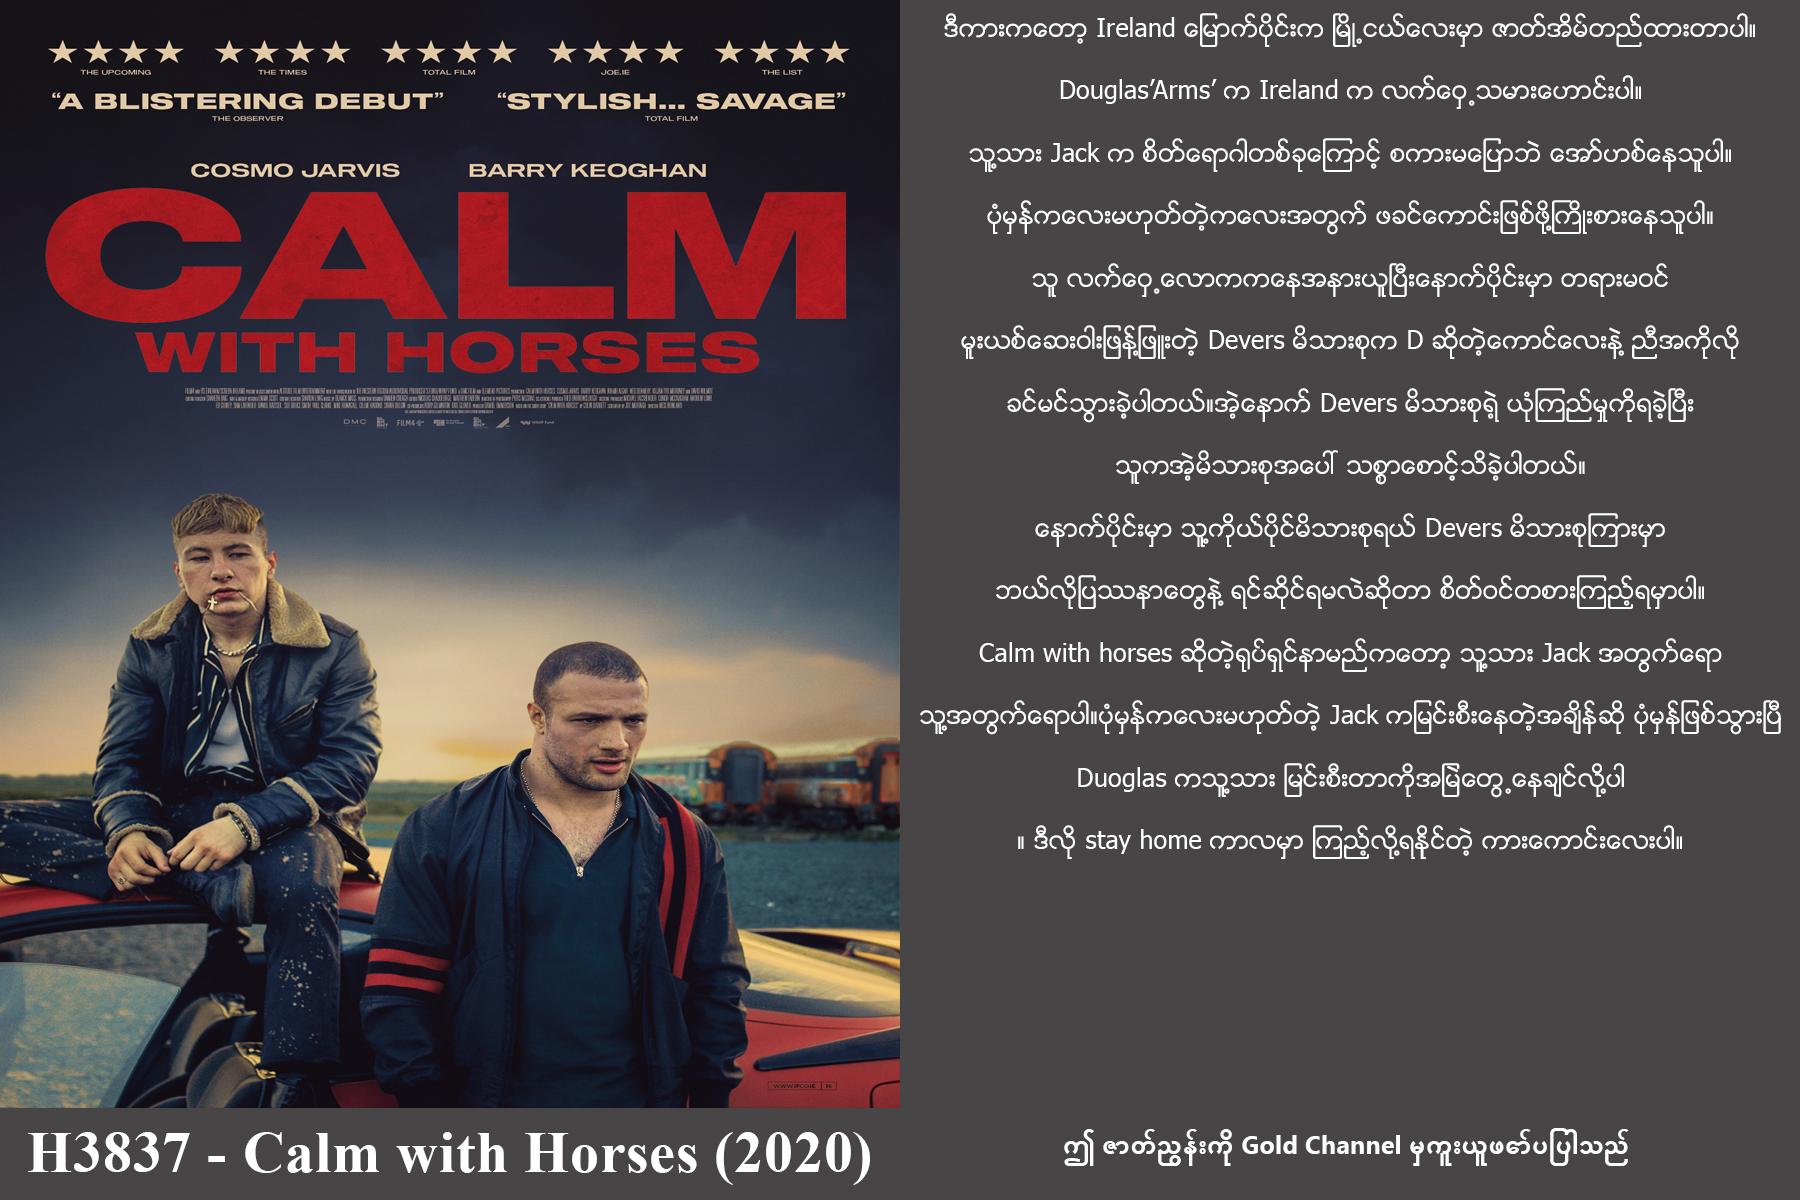 ★★★★ ★★★★ ★★★★ ★★★★ ★★★★
THE UPCOMING THE TIMES TOTAL FILM JOE.IE THE LIST
“A BLISTERING DEBUT” “STYLISH... SAVAGE”
THE OBSERVER TOTAL FILM
COSMO JARVIS BARRY KEOGHAN
CALM
WITH HORSES
DMC FILM4
WWW.IFCO.IE 16
H3837 - Calm with Horses (2020)
ဒီကားကတော့ Ireland မြောက်ပိုင်းက မြို့ငယ်လေးမှာ ဇာတ်အိမ်တည်ထားတာပါ။
Douglas’Arms’ က Ireland က လက်ဝှေ့သမားဟောင်းပါ။
သူ့သား Jack က စိတ်ရောဂါတစ်ခုကြောင့် စကားမပြောဘဲ အော်ဟစ်နေသူပါ။
ပုံမှန်ကလေးမဟုတ်တဲ့ကလေးအတွက် ဖခင်ကောင်းဖြစ်ဖို့ကြိုးစားနေသူပါ။
သူ လက်ဝှေ့လောကကနေအနားယူပြီးနောက်ပိုင်းမှာ တရားမဝင်
မူးယစ်ဆေးဝါးဖြန့်ဖြူးတဲ့ Devers မိသားစုက D ဆိုတဲ့ကောင်လေးနဲ့ ညီအကိုလို
ခင်မင်သွားခဲ့ပါတယ်။အဲ့နောက် Devers မိသားစုရဲ့ ယုံကြည်မှုကိုရခဲ့ပြီး
သူကအဲ့မိသားစုအပေါ် သစ္စာစောင့်သိခဲ့ပါတယ်။
နောက်ပိုင်းမှာ သူ့ကိုယ်ပိုင်မိသားစုရယ် Devers မိသားစုကြားမှာ
ဘယ်လိုပြဿနာတွေနဲ့ ရင်ဆိုင်ရမလဲဆိုတာ စိတ်ဝင်တစားကြည့်ရမှာပါ။
Calm with horses ဆိုတဲ့ရုပ်ရှင်နာမည်ကတော့ သူ့သား Jack အတွက်ရော
သူ့အတွက်ရောပါ။ပုံမှန်ကလေးမဟုတ်တဲ့ Jack ကမြင်းစီးနေတဲ့အချိန်ဆို ပုံမှန်ဖြစ်သွားပြီ
Duoglas ကသူ့သား မြင်းစီးတာကိုအမြဲတွေ့နေချင်လို့ပါ
။ ဒီလို stay home ကာလမှာ ကြည့်လို့ရနိုင်တဲ့ ကားကောင်းလေးပါ။
ဤ ဇာတ်ညွှန်းကို Gold Channel မှကူးယူဖော်ပြပါသည်